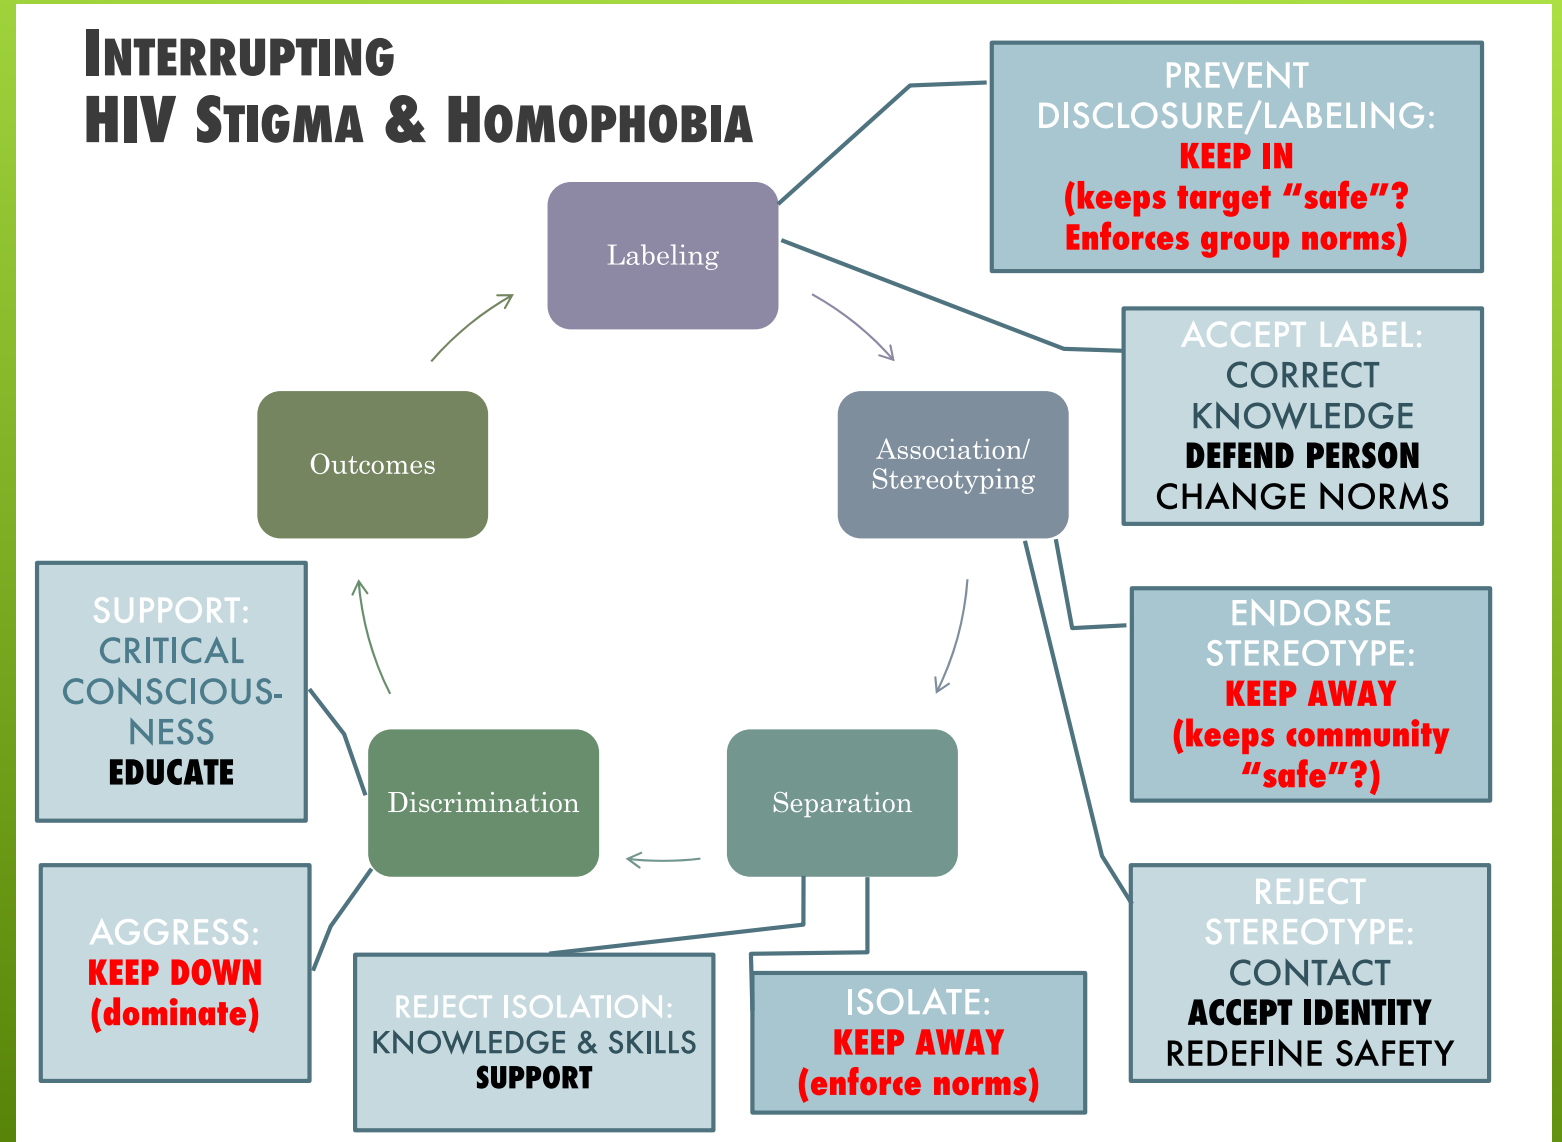 INTERRUPTING
HIV STIGMA & HOMOPHOBIA
PREVENT
DISCLOSURE/LABELING:
KEEP IN
(keeps target “safe”?
Enforces group norms)
Labeling
ACCEPT LABEL:
CORRECT
KNOWLEDGE
DEFEND PERSON
CHANGE NORMS
Outcomes
Association/
Stereotyping
SUPPORT:
CRITICAL
CONSCIOUS-
NESS
EDUCATE
ENDORSE
STEREOTYPE:
KEEP AWAY
(keeps community
“safe”?)
Discrimination
Separation
AGGRESS:
KEEP DOWN
(dominate)
REJECT ISOLATION:
KNOWLEDGE & SKILLS
SUPPORT
ISOLATE:
KEEP AWAY
(enforce norms)
REJECT
STEREOTYPE:
CONTACT
ACCEPT IDENTITY
REDEFINE SAFETY